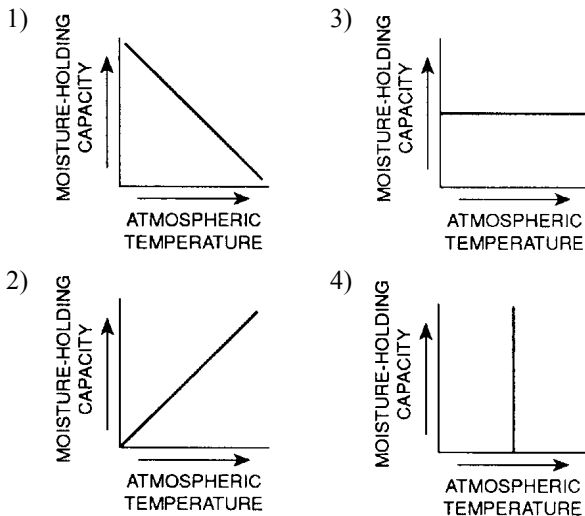 1)
MOISTURE-HOLDING
CAPACITY
ATMOSPHERIC
TEMPERATURE
2)
MOISTURE-HOLDING
CAPACITY
ATMOSPHERIC
TEMPERATURE
3)
MOISTURE-HOLDING
CAPACITY
ATMOSPHERIC
TEMPERATURE
4)
MOISTURE-HOLDING
CAPACITY
ATMOSPHERIC
TEMPERATURE